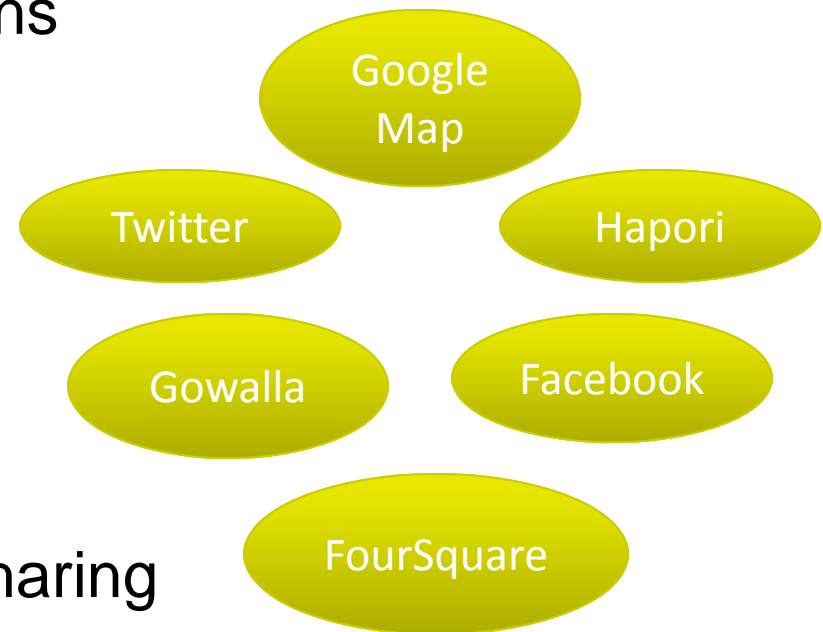 ns
Google
Map
Twitter
Hapori
Gowalla
Facebook
FourSquare
haring